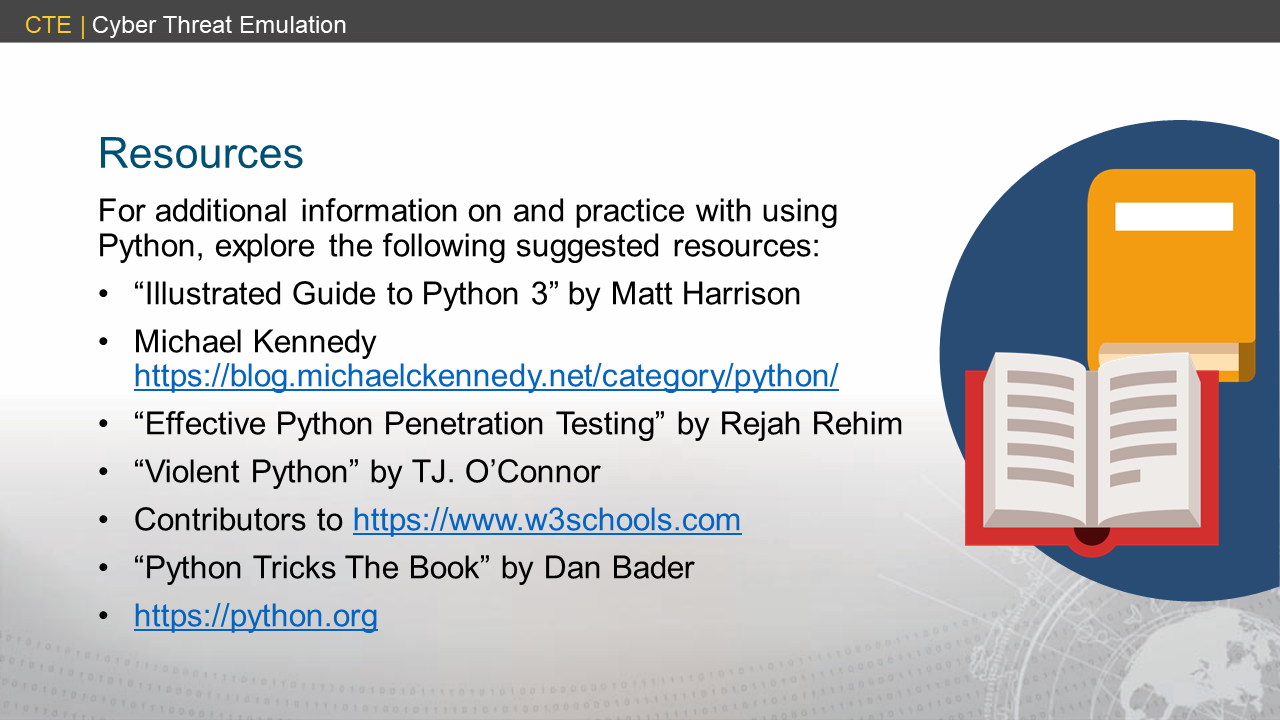 CTE | Cyber Threat Emulation
Resources
For additional information on and practice with using
Python, explore the following suggested resources:
• “Illustrated Guide to Python 3” by Matt Harrison
• Michael Kennedy
https://blog.michaelckennedy.net/category/python/
• “Effective Python Penetration Testing” by Rejah Rehim
• “Violent Python” by TJ. O’Connor
• Contributors to https://www.w3schools.com
• “Python Tricks The Book” by Dan Bader
• https://python.org